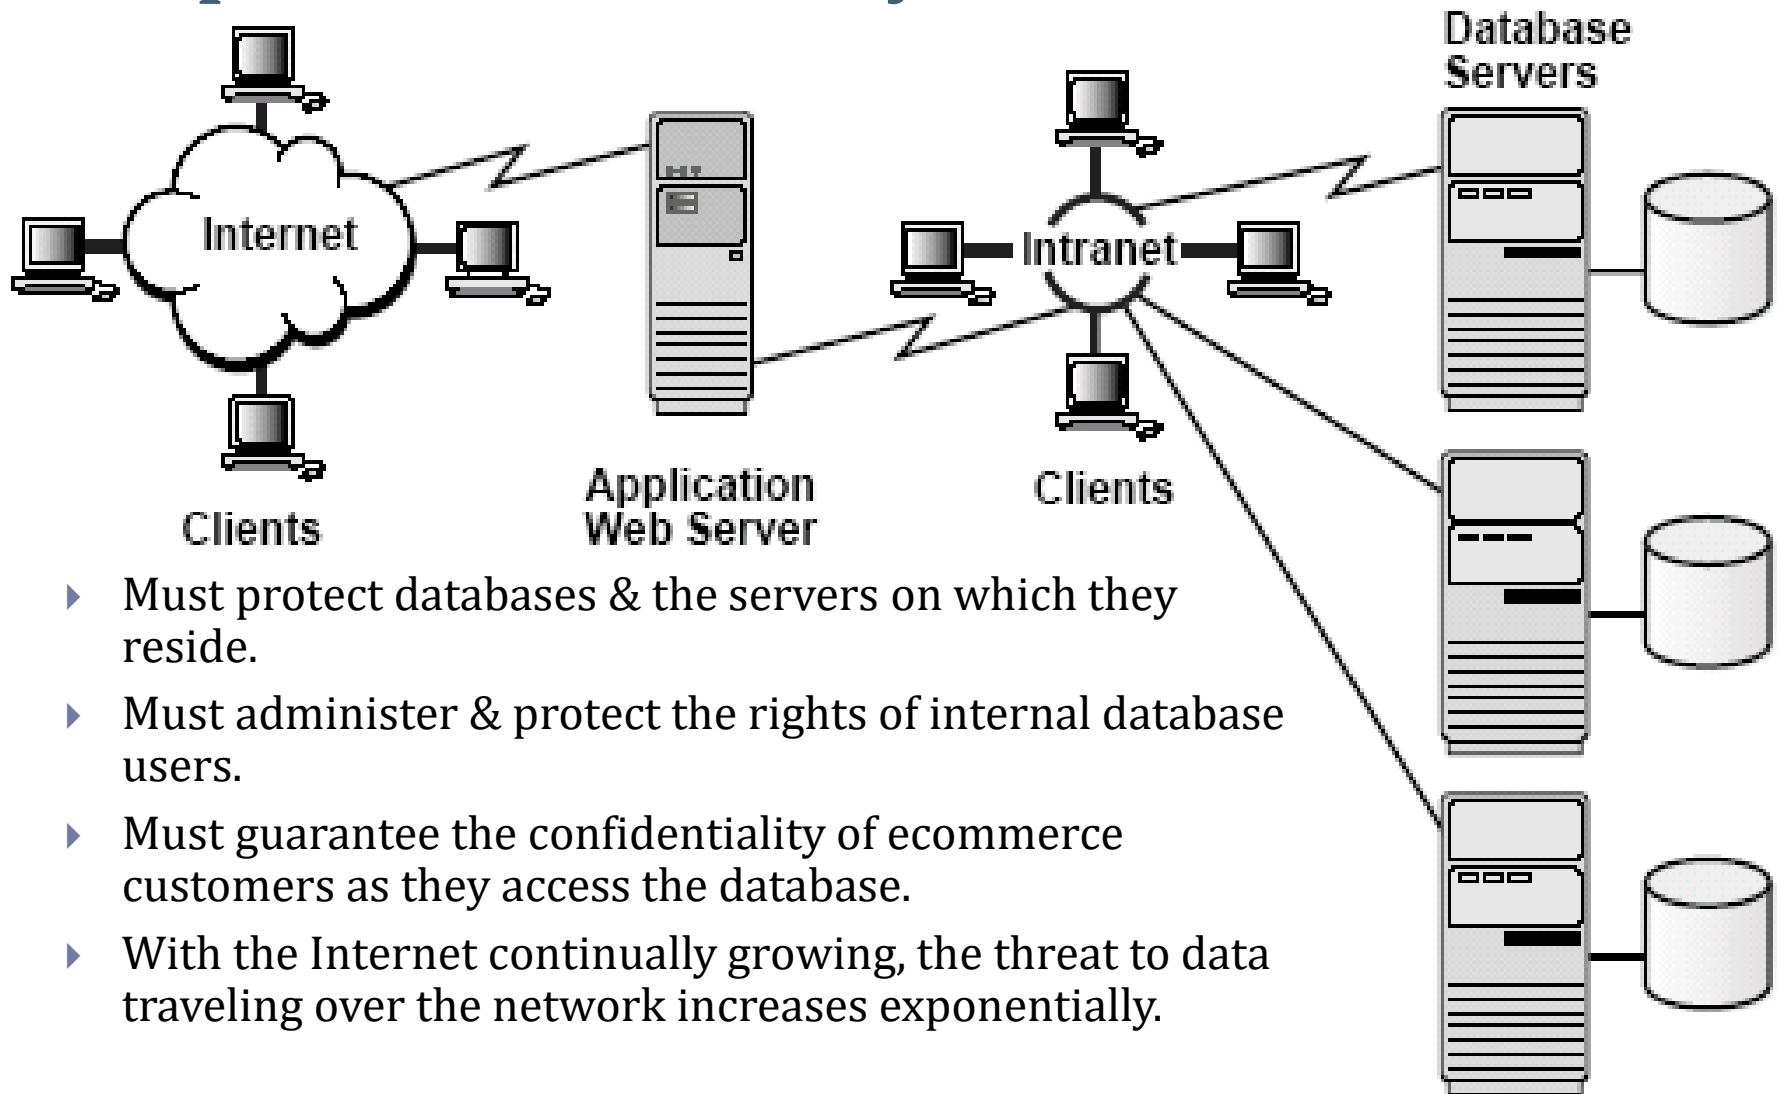 Database
Servers
Internet
Intranet
Application
Web Server
Clients
Clients
Must protect databases & the servers on which they
reside.
Must administer & protect the rights of internal database
users.
Must guarantee the confidentiality of ecommerce
customers as they access the database.
With the Internet continually growing, the threat to data
traveling over the network increases exponentially.